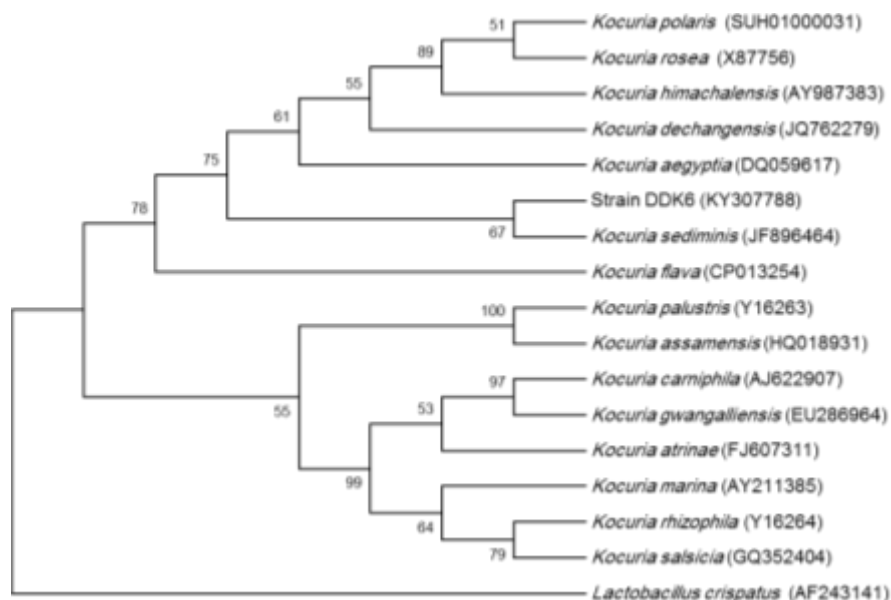 51 Kocuria polaris (SUH01000031)
89 Kocuria rosea (X87756)
55 Kocuria himachalensis (AY987383)
61 Kocuria dechangensis (JQ762279)
75 Kocuria aegyptia (DQ059617)
78 Strain DDK6 (KY307788)
67 Kocuria sediminis (JF896464)
Kocuria flava (CP013254)
100 Kocuria palustris (Y16263)
Kocuria assamensis (HQ018931)
97 Kocuria carniphila (AJ622907)
55 53 Kocuria gwangalliensis (EU286964)
Kocuria atrinae (FJ607311)
99 Kocuria marina (AY211385)
64 Kocuria rhizophila (Y16264)
79 Kocuria salsicia (GQ352404)
Lactobacillus crispatus (AF243141)